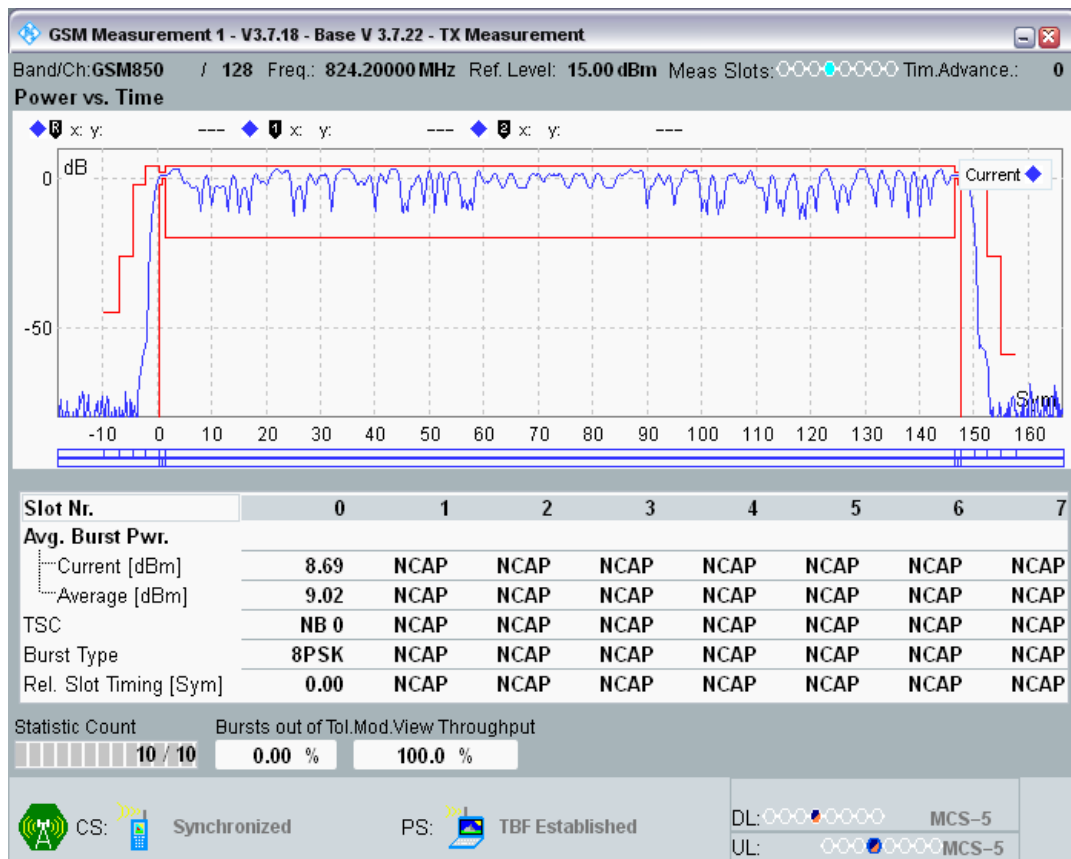 GSM Measurement 1 - V3.7.18 - Base V 3.7.22 - TX Measurement
Band/Ch:GSM850 / 128 Freq.: 824.20000 MHz Ref. Level: 15.00 dBm Meas Slots: Tim.Advance.: 0
Power vs. Time
R x: y: --- 1 x: y: --- 2 x: y: ---
dB
0
Current
-50
Sym
-10 0 10 20 30 40 50 60 70 80 90 100 110 120 130 140 150 160
Slot Nr. 0 1 2 3 4 5 6 7
Avg. Burst Pwr.
Current [dBm] 8.69 NCAP NCAP NCAP NCAP NCAP NCAP NCAP
Average [dBm] 9.02 NCAP NCAP NCAP NCAP NCAP NCAP NCAP
TSC NB 0 NCAP NCAP NCAP NCAP NCAP NCAP NCAP
Burst Type 8PSK NCAP NCAP NCAP NCAP NCAP NCAP NCAP
Rel. Slot Timing [Sym] 0.00 NCAP NCAP NCAP NCAP NCAP NCAP NCAP
Statistic Count Bursts out of Tol.Mod.View Throughput
10 / 10 0.00 % 100.0 %
CS: Synchronized PS: TBF Established
DL: MCS-5
UL: MCS-5